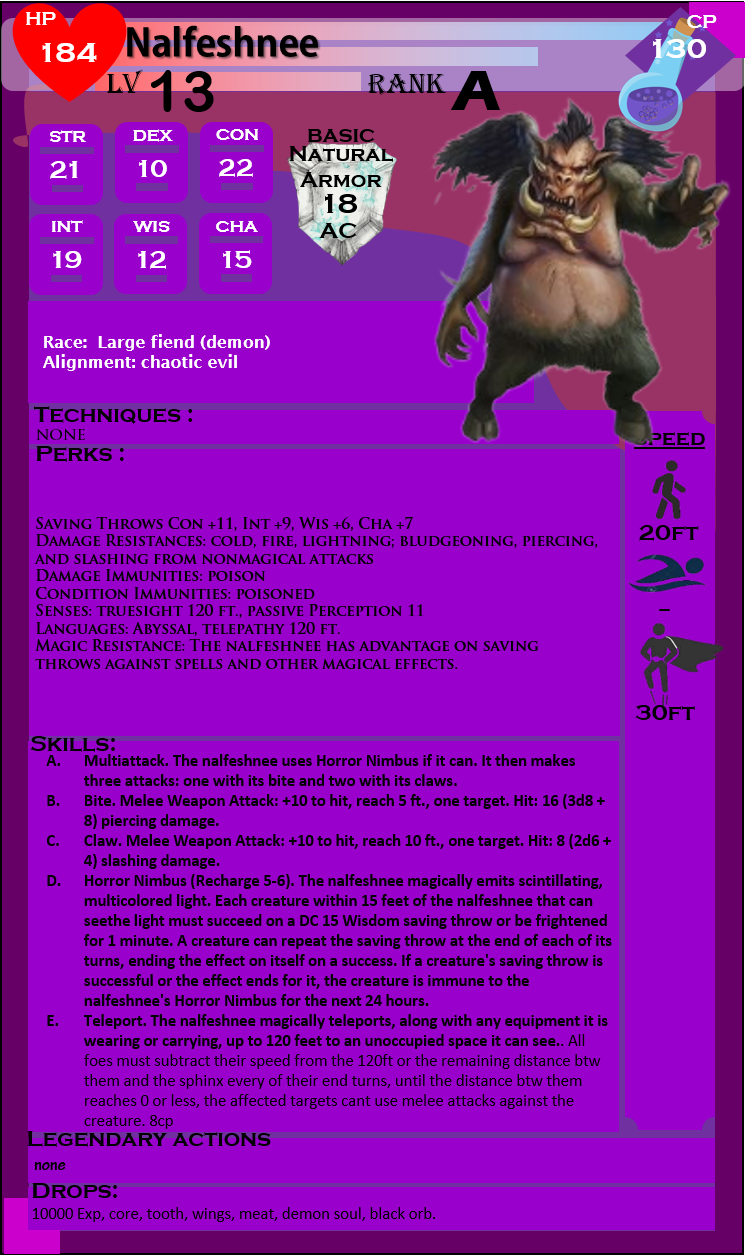 HP
184
Nalfeshnee
CP
130
LV 13
RANK A
STR
21
DEX
10
CON
22
INT
19
WIS
12
CHA
15
BASIC
NATURAL
ARMOR
18
AC
Race:  Large fiend (demon)
Alignment: chaotic evil
TECHNIQUES :
NONE
PERKS :
SAVING THROWS CON +11, INT +9, WIS +6, CHA +7
DAMAGE RESISTANCES: COLD, FIRE, LIGHTNING; BLUDGEONING, PIERCING,
AND SLASHING FROM NONMAGICAL ATTACKS
DAMAGE IMMUNITIES: POISON
CONDITION IMMUNITIES: POISONED
SENSES: TRUESIGHT 120 FT., PASSIVE PERCEPTION 11
LANGUAGES: ABYSSAL, TELEPATHY 120 FT.
MAGIC RESISTANCE: THE NALFESHNEE HAS ADVANTAGE ON SAVING
THROWS AGAINST SPELLS AND OTHER MAGICAL EFFECTS.
SPEED
20FT
–
30FT
SKILLS:
A. Multiattack. The nalfeshnee uses Horror Nimbus if it can. It then makes
three attacks: one with its bite and two with its claws.
B. Bite. Melee Weapon Attack: +10 to hit, reach 5 ft., one target. Hit: 16 (3d8 +
8) piercing damage.
C. Claw. Melee Weapon Attack: +10 to hit, reach 10 ft., one target. Hit: 8 (2d6 +
4) slashing damage.
D. Horror Nimbus (Recharge 5-6). The nalfeshnee magically emits scintillating,
multicolored light. Each creature within 15 feet of the nalfeshnee that can
seethe light must succeed on a DC 15 Wisdom saving throw or be frightened
for 1 minute. A creature can repeat the saving throw at the end of each of its
turns, ending the effect on itself on a success. If a creature's saving throw is
successful or the effect ends for it, the creature is immune to the
nalfeshnee's Horror Nimbus for the next 24 hours.
E. Teleport. The nalfeshnee magically teleports, along with any equipment it is
wearing or carrying, up to 120 feet to an unoccupied space it can see.. All
foes must subtract their speed from the 120ft or the remaining distance btw
them and the sphinx every of their end turns, until the distance btw them
reaches 0 or less, the affected targets cant use melee attacks against the
creature. 8cp
LEGENDARY ACTIONS
none
DROPS:
10000 Exp, core, tooth, wings, meat, demon soul, black orb.